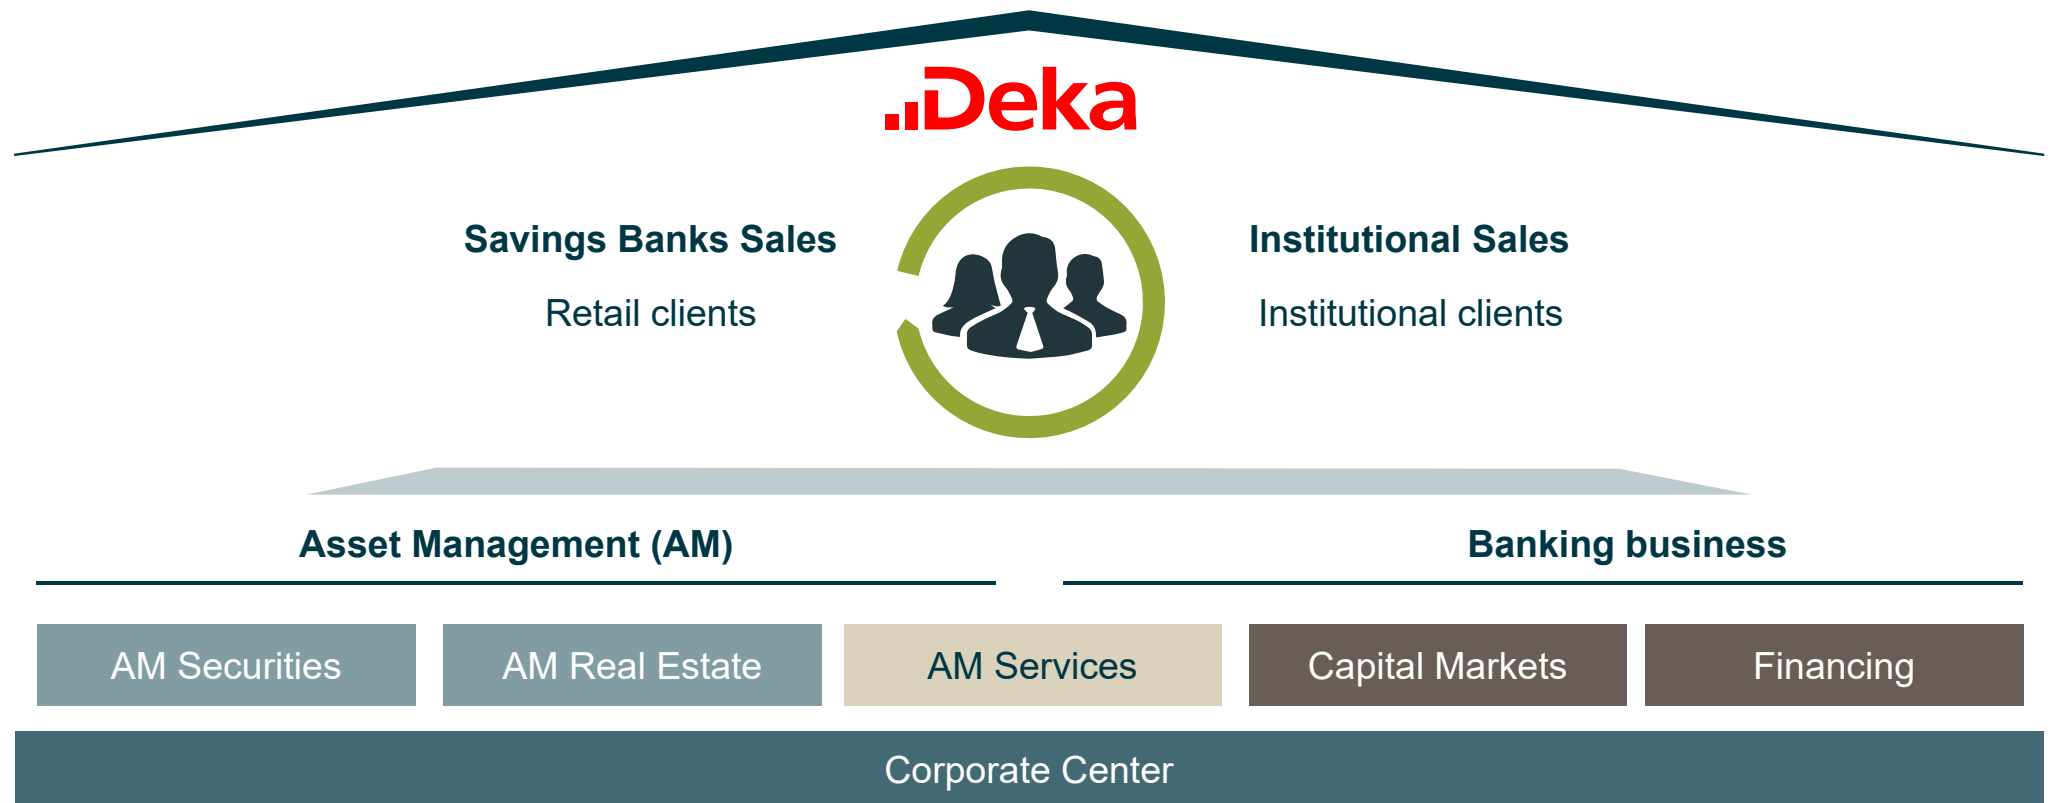 Deka
Savings Banks Sales
Institutional Sales
Retail clients
Institutional clients
Asset Management (AM)
Banking business
AM Securities
AM Real Estate
AM Services
Capital Markets
Financing
Corporate Center